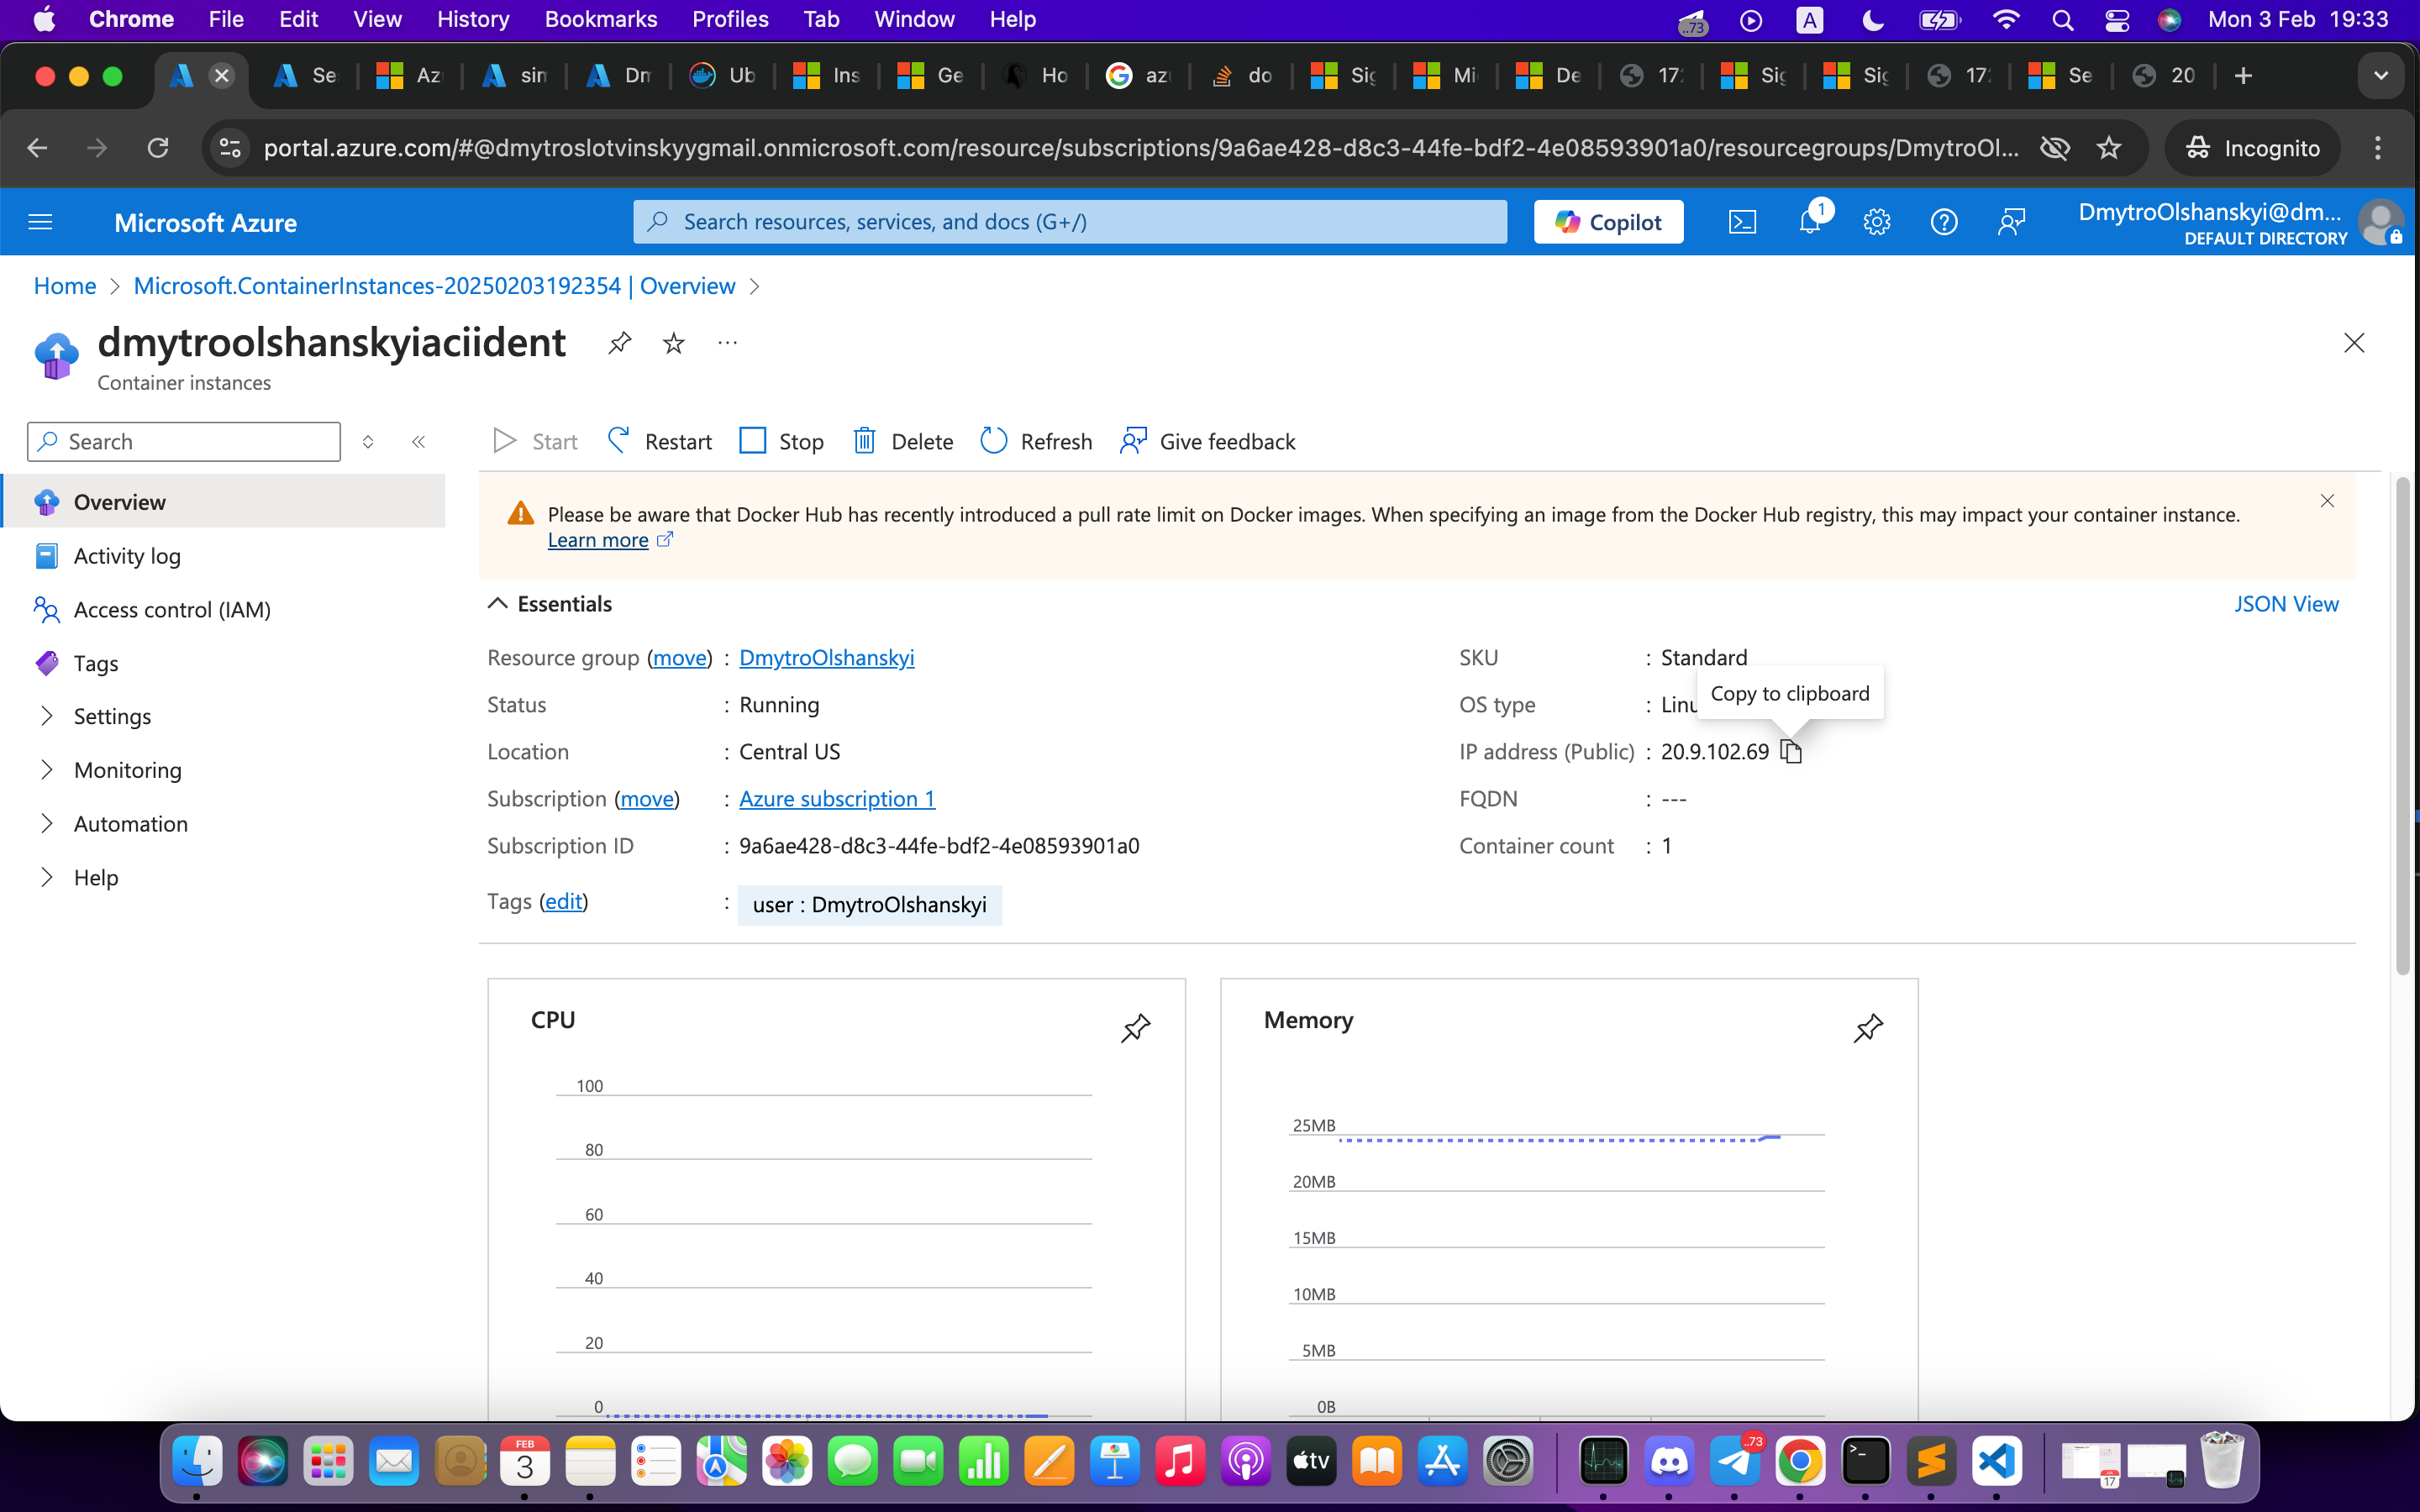 Chrome File Edit View History Bookmarks Profiles Tab Window Help ..73 A Mon 3 Feb 19:33
Se Az sim Dm Ub Ins Ge Ho az do Sig Mi De 17 Sig Sig 17 Se 20
portal.azure.com/#@dmytroslotvinskyygmail.onmicrosoft.com/resource/subscriptions/9a6ae428-d8c3-44fe-bdf2-4e08593901a0/resourcegroups/DmytroOl... Incognito
Microsoft Azure Search resources, services, and docs (G+/) Copilot 1 DmytroOlshanskyi@dm...
DEFAULT DIRECTORY
Home > Microsoft.ContainerInstances-20250203192354 | Overview >
dmytroolshanskyiaciident ...
Container instances
Search
Start Restart Stop Delete Refresh Give feedback
Overview
Activity log
Access control (IAM)
Tags
Settings
Monitoring
Automation
Help
Please be aware that Docker Hub has recently introduced a pull rate limit on Docker images. When specifying an image from the Docker Hub registry, this may impact your container instance.
Learn more
Essentials
JSON View
Resource group (move) : DmytroOlshanskyi
Status : Running
Location : Central US
Subscription (move) : Azure subscription 1
Subscription ID : 9a6ae428-d8c3-44fe-bdf2-4e08593901a0
Tags (edit) : user : DmytroOlshanskyi
SKU : Standard
Copy to clipboard
OS type : Linu
IP address (Public) : 20.9.102.69
FQDN : ---
Container count : 1
CPU
100
80
60
40
20
0
Memory
25MB
20MB
15MB
10MB
5MB
0B
FEB
3
tv
..73
17